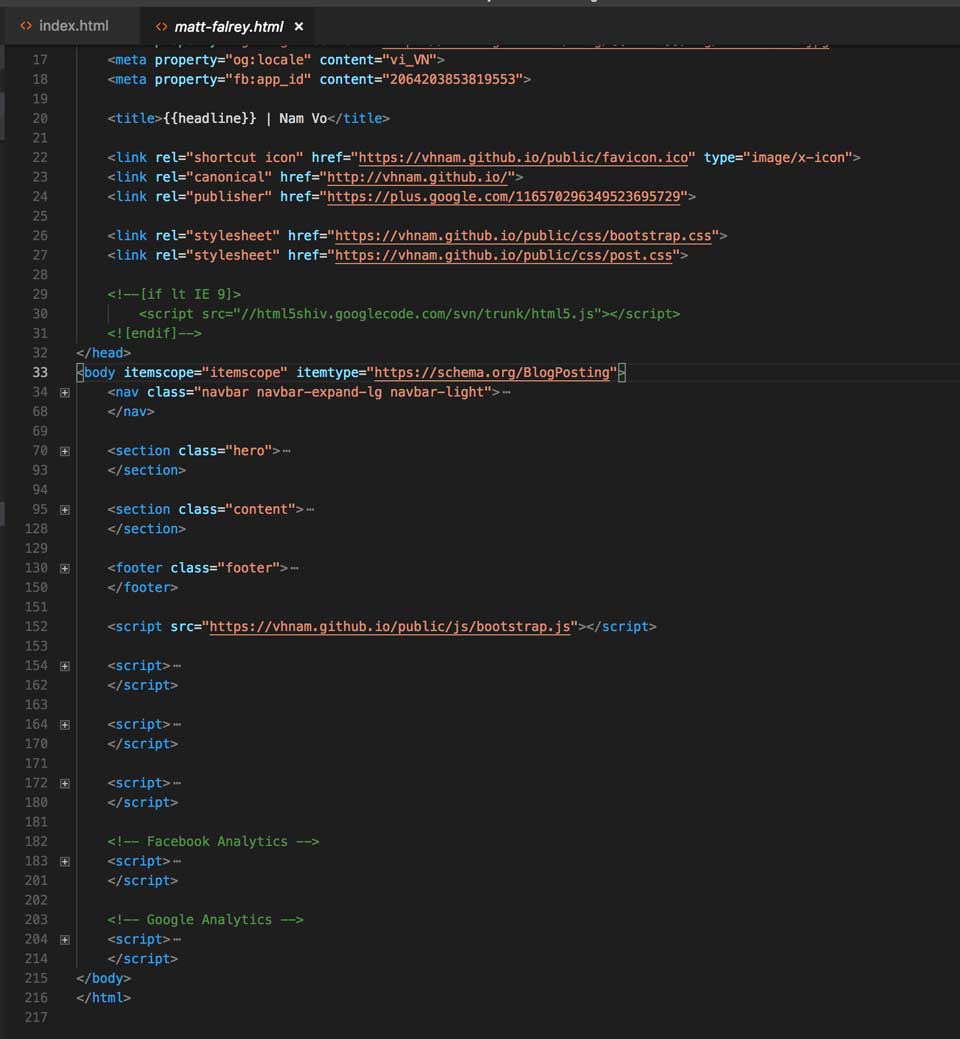 index.html
matt-falrey.html ×
17 <meta property="og:locale" content="vi_VN">
18 <meta property="fb:app_id" content="2064203853819553">
19
20 <title>{{headline}} | Nam Vo</title>
21
22 <link rel="shortcut icon" href="https://vhnam.github.io/public/favicon.ico" type="image/x-icon">
23 <link rel="canonical" href="http://vhnam.github.io/">
24 <link rel="publisher" href="https://plus.google.com/116570296349523695729">
25
26 <link rel="stylesheet" href="https://vhnam.github.io/public/css/bootstrap.css">
27 <link rel="stylesheet" href="https://vhnam.github.io/public/css/post.css">
28
29 <!--[if lt IE 9]>
30 <script src="//html5shiv.googlecode.com/svn/trunk/html5.js"></script>
31 <![endif]-->
32 </head>
33 <body itemscope="itemscope" itemtype="https://schema.org/BlogPosting">
34 <nav class="navbar navbar-expand-lg navbar-light">⋯
68 </nav>
69
70 <section class="hero">⋯
93 </section>
94
95 <section class="content">⋯
128 </section>
129
130 <footer class="footer">⋯
150 </footer>
151
152 <script src="https://vhnam.github.io/public/js/bootstrap.js"></script>
153
154 <script>⋯
162 </script>
163
164 <script>⋯
170 </script>
171
172 <script>⋯
180 </script>
181
182 <!-- Facebook Analytics -->
183 <script>⋯
201 </script>
202
203 <!-- Google Analytics -->
204 <script>⋯
214 </script>
215 </body>
216 </html>
217